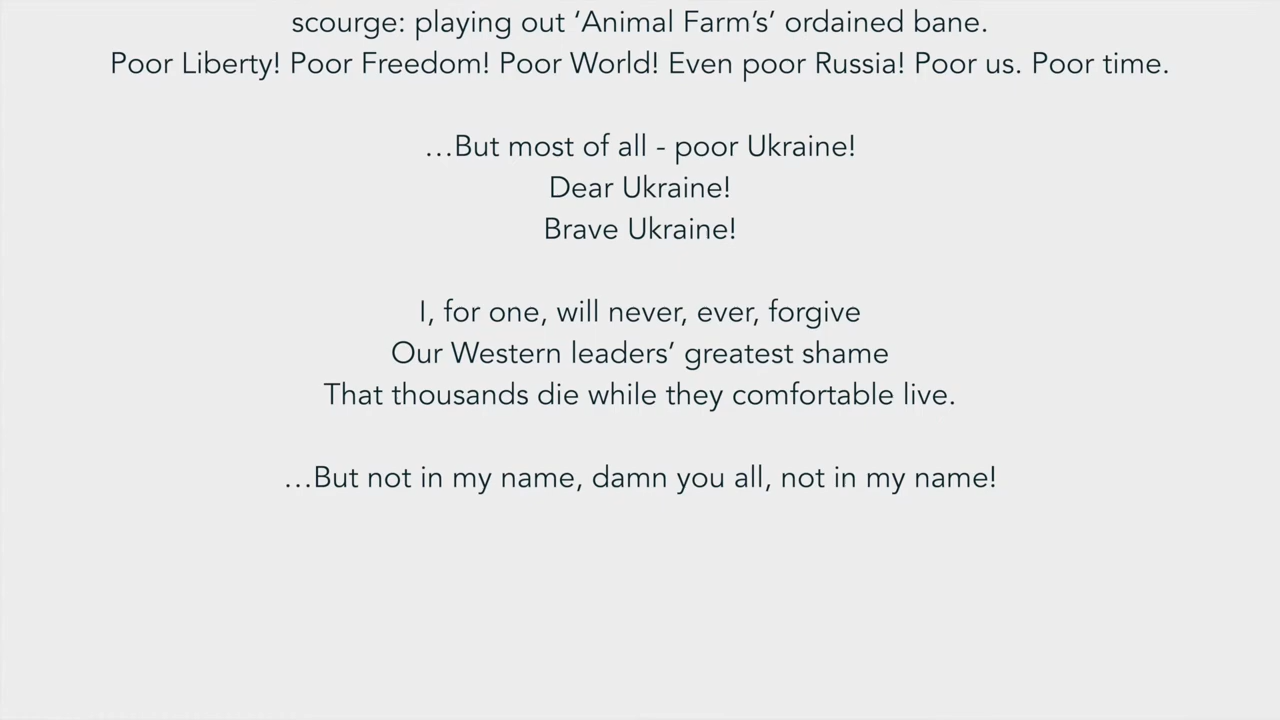 scourge: playing out ‘Animal Farm’s’ ordained bane.
Poor Liberty! Poor Freedom! Poor World! Even poor Russia! Poor us. Poor time.
…But most of all - poor Ukraine!
Dear Ukraine!
Brave Ukraine!
I, for one, will never, ever, forgive
Our Western leaders’ greatest shame
That thousands die while they comfortable live.
…But not in my name, damn you all, not in my name!